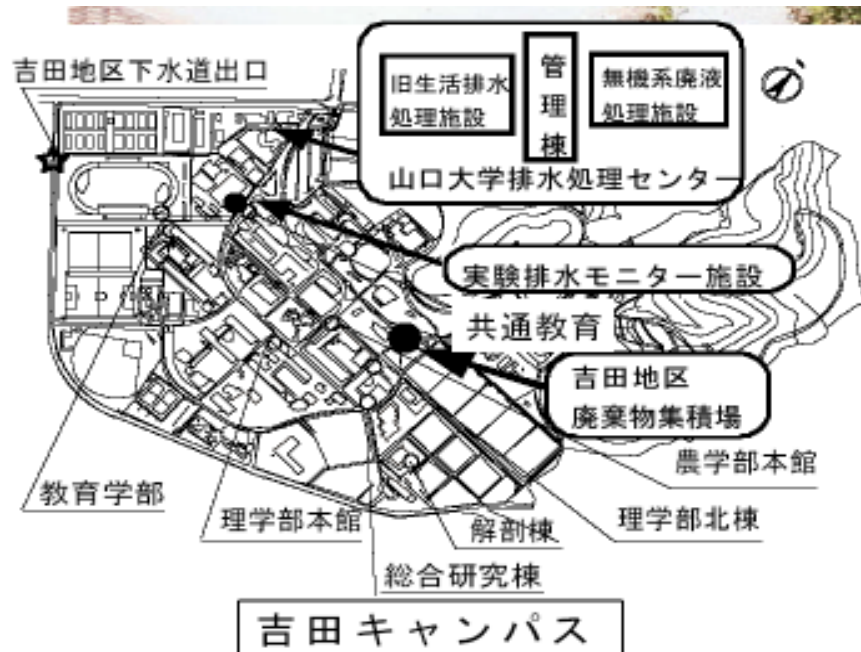 吉田地区下水道出口
旧生活排水
処理施設
管理棟
無機系廃液
処理施設
山口大学排水処理センター
実験排水モニター施設
共通教育
吉田地区
廃棄物集積場
農学部本館
教育学部
理学部本館
解剖棟
理学部北棟
総合研究棟
吉田キャンパス